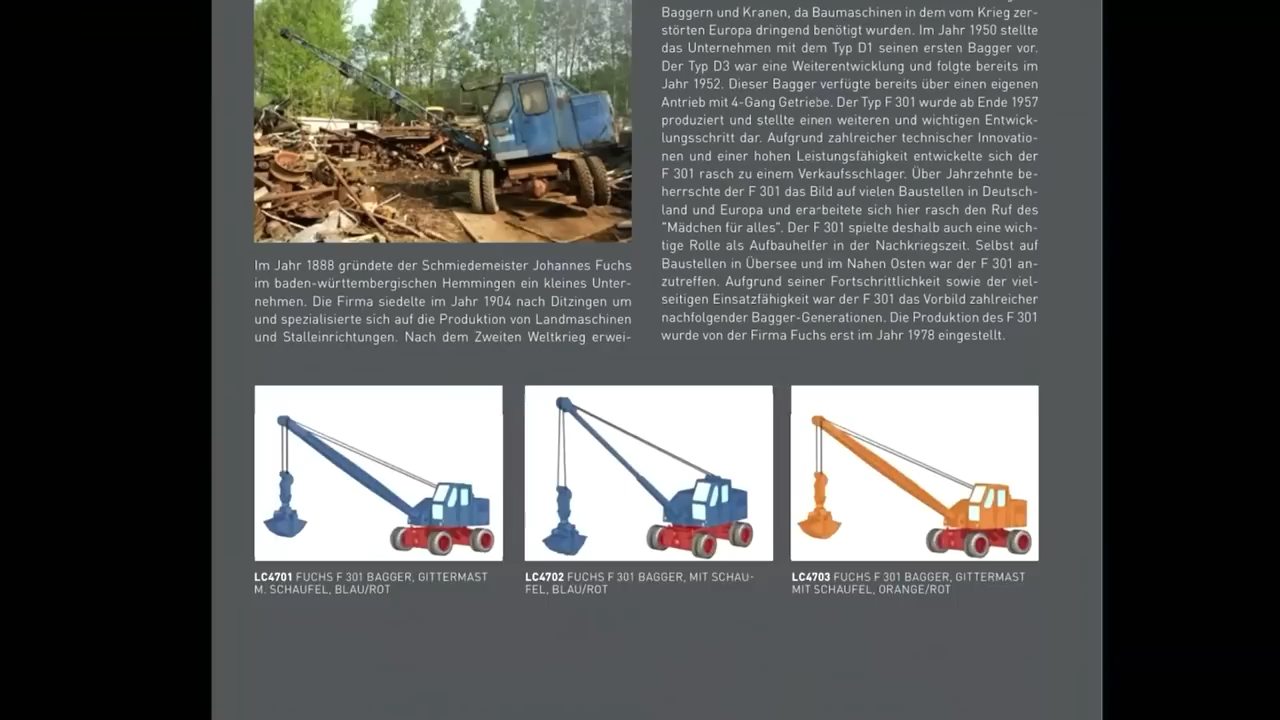 Im Jahr 1888 gründete der Schmiedemeister Johannes Fuchs
im baden-württembergischen Hemmingen ein kleines Unter-
nehmen. Die Firma siedelte im Jahr 1904 nach Ditzingen um
und spezialisierte sich auf die Produktion von Landmaschinen
und Stalleinrichtungen. Nach dem Zweiten Weltkrieg erwei-
Baggern und Kranen, da Baumaschinen in dem vom Krieg zer-
störten Europa dringend benötigt wurden. Im Jahr 1950 stellte
das Unternehmen mit dem Typ D1 seinen ersten Bagger vor.
Der Typ D3 war eine Weiterentwicklung und folgte bereits im
Jahr 1952. Dieser Bagger verfügte bereits über einen eigenen
Antrieb mit 4-Gang Getriebe. Der Typ F 301 wurde ab Ende 1957
produziert und stellte einen weiteren und wichtigen Entwick-
lungsschritt dar. Aufgrund zahlreicher technischer Innovatio-
nen und einer hohen Leistungsfähigkeit entwickelte sich der
F 301 rasch zu einem Verkaufsschlager. Über Jahrzehnte be-
herrschte der F 301 das Bild auf vielen Baustellen in Deutsch-
land und Europa und erarbeitete sich hier rasch den Ruf des
"Mädchen für alles". Der F 301 spielte deshalb auch eine wich-
tige Rolle als Aufbauhelfer in der Nachkriegszeit. Selbst auf
Baustellen in Übersee und im Nahen Osten war der F 301 an-
zutreffen. Aufgrund seiner Fortschrittlichkeit sowie der viel-
seitigen Einsatzfähigkeit war der F 301 das Vorbild zahlreicher
nachfolgender Bagger-Generationen. Die Produktion des F 301
wurde von der Firma Fuchs erst im Jahr 1978 eingestellt.
LC4701 FUCHS F 301 BAGGER, GITTERMAST
M. SCHAUFEL, BLAU/ROT
LC4702 FUCHS F 301 BAGGER, MIT SCHAU-
FEL, BLAU/ROT
LC4703 FUCHS F 301 BAGGER, GITTERMAST
MIT SCHAUFEL, ORANGE/ROT